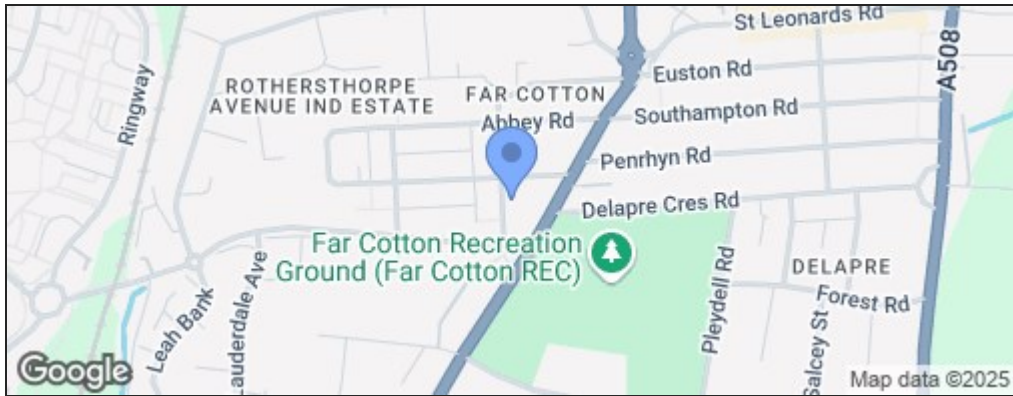 St Leonards Rd
A508
Euston Rd
Ringway
ROTHERSTHORPE
AVENUE IND ESTATE
FAR COTTON
Abbey Rd
Southampton Rd
Penrhyn Rd
Delapre Cres Rd
Far Cotton Recreation
Ground (Far Cotton REC)
Pleydell Rd
DELAPRE
Forest Rd
Salcey St
Leah Bank
Lauderdale Ave
Google
Map data ©2025